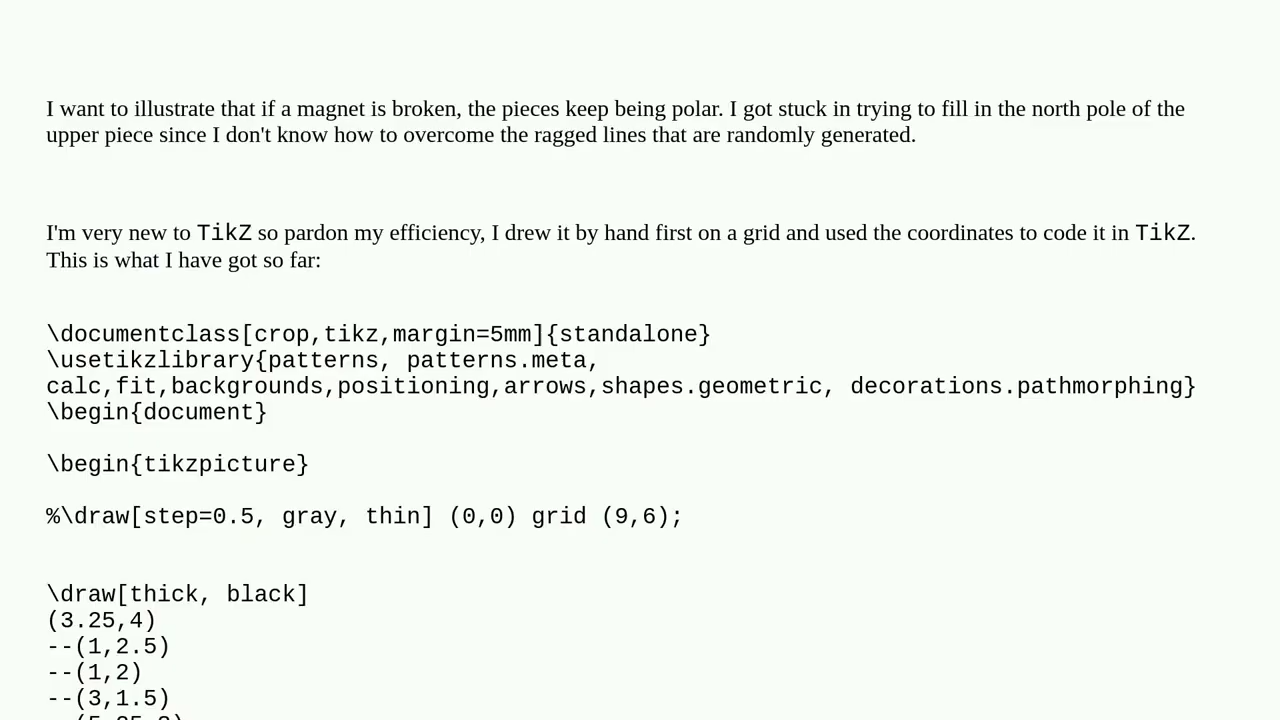 I want to illustrate that if a magnet is broken, the pieces keep being polar. I got stuck in trying to fill in the north pole of the
upper piece since I don't know how to overcome the ragged lines that are randomly generated.
I'm very new to TikZ so pardon my efficiency, I drew it by hand first on a grid and used the coordinates to code it in TikZ.
This is what I have got so far:
\documentclass[crop,tikz,margin=5mm]{standalone}
\usetikzlibrary{patterns, patterns.meta,
calc,fit,backgrounds,positioning,arrows,shapes.geometric, decorations.pathmorphing}
\begin{document}
\begin{tikzpicture}
%\draw[step=0.5, gray, thin] (0,0) grid (9,6);
\draw[thick, black]
(3.25,4)
--(1,2.5)
--(1,2)
--(3,1.5)